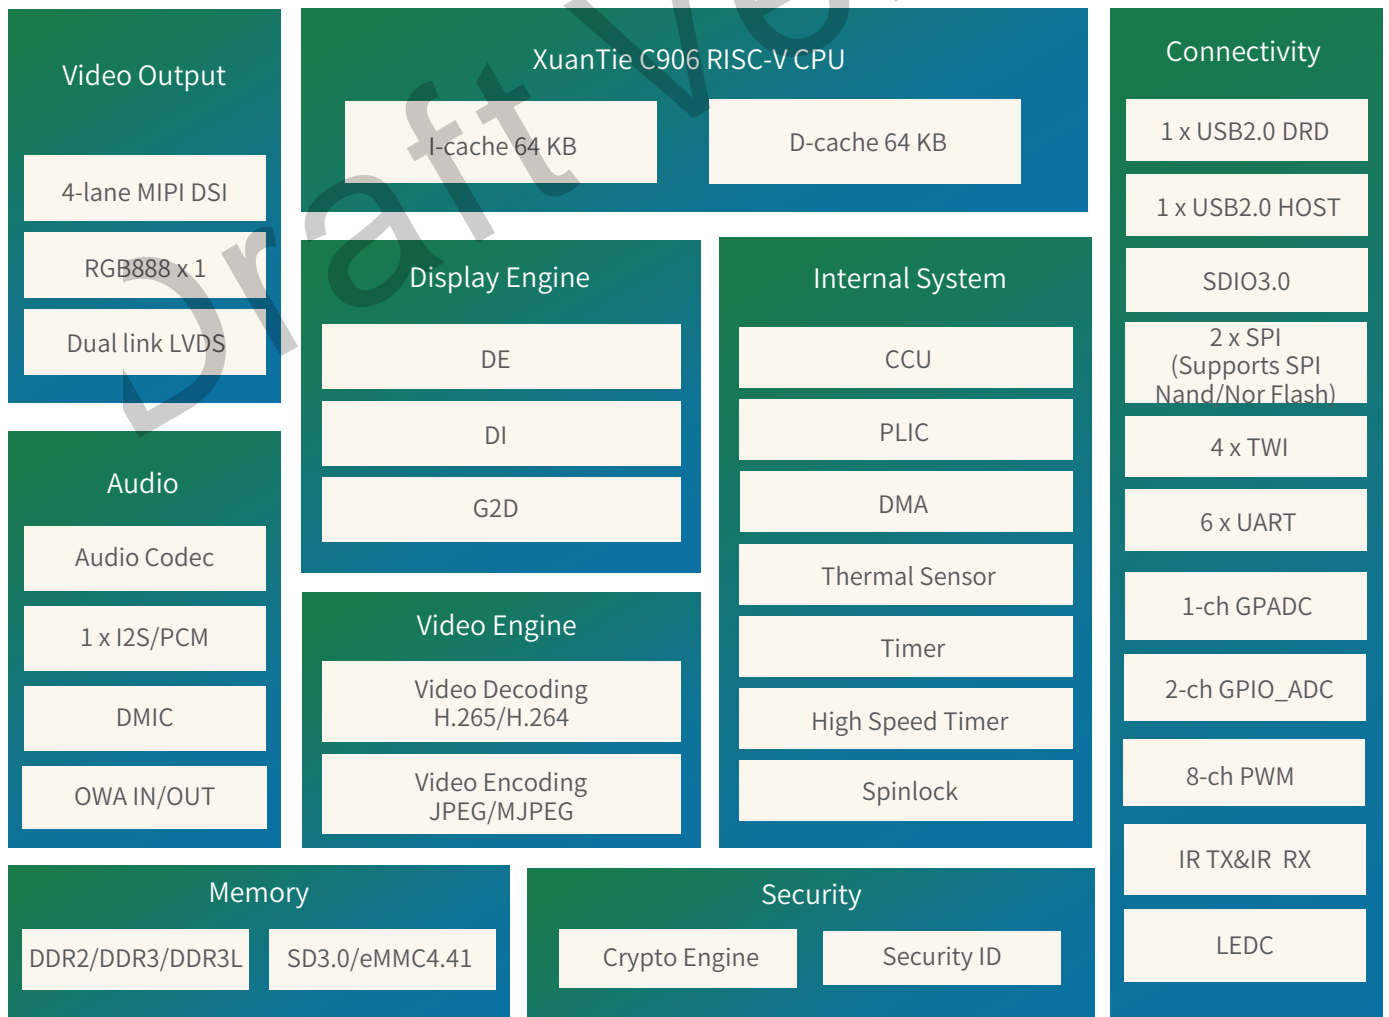 Video Output
4-lane MIPI DSI
RGB888 x 1
Dual link LVDS
Audio
Audio Codec
1 x I2S/PCM
DMIC
OWA IN/OUT
XuanTie C906 RISC-V CPU
I-cache 64 KB
D-cache 64 KB
Display Engine
DE
DI
G2D
Video Engine
Video Decoding
H.265/H.264
Video Encoding
JPEG/MJPEG
Internal System
CCU
PLIC
DMA
Thermal Sensor
Timer
High Speed Timer
Spinlock
Connectivity
1 x USB2.0 DRD
1 x USB2.0 HOST
SDIO3.0
2 x SPI
(Supports SPI
Nand/Nor Flash)
4 x TWI
6 x UART
1-ch GPADC
2-ch GPIO_ADC
8-ch PWM
IR TX&IR  RX
LEDC
Memory
DDR2/DDR3/DDR3L
SD3.0/eMMC4.41
Security
Crypto Engine
Security ID
Draft